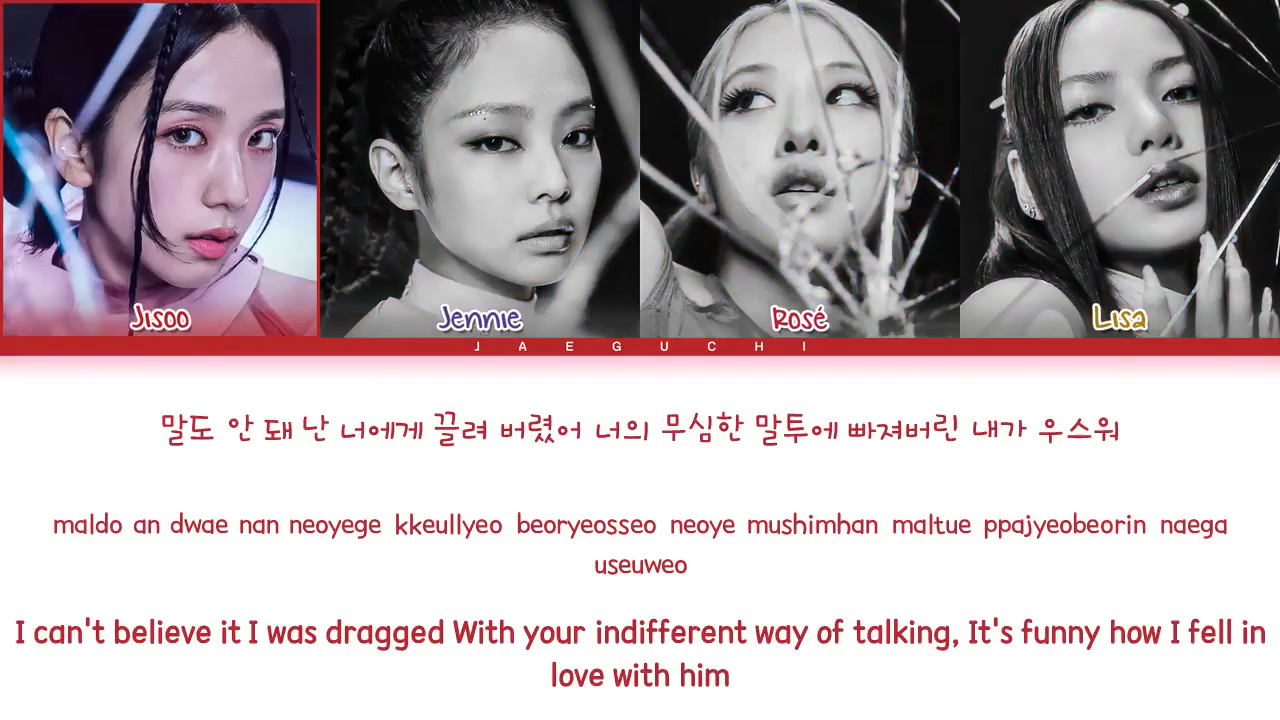 Jisoo Jennie Rosé Lisa
JAEGUCHI
말도 안 돼 난 너에게 끌려 버렸어 너의 무심한 말투에 빠져버린 내가 우스워
maldo an dwae nan neoyege kkeullyeo beoryeosseo neoye mushimhan maltue ppajyeobeorin naega
useuweo
I can't believe it I was dragged With your indifferent way of talking, It's funny how I fell in
love with him